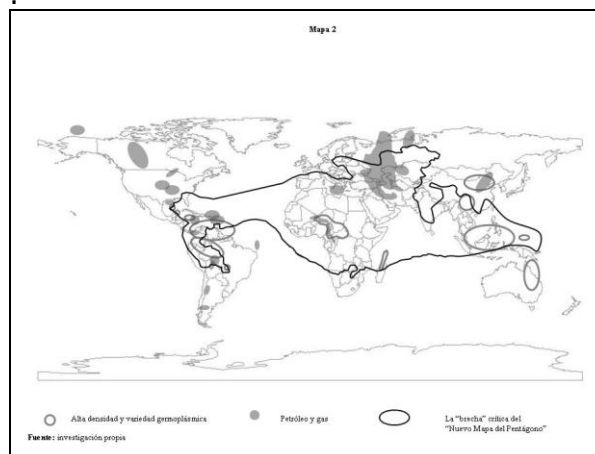 Mapa 2
Alta densidad y variedad germoplásmica
Petróleo y gas
La "brecha" crítica del
"Nuevo Mapa del Pentágono"
Fuente: investigación propia